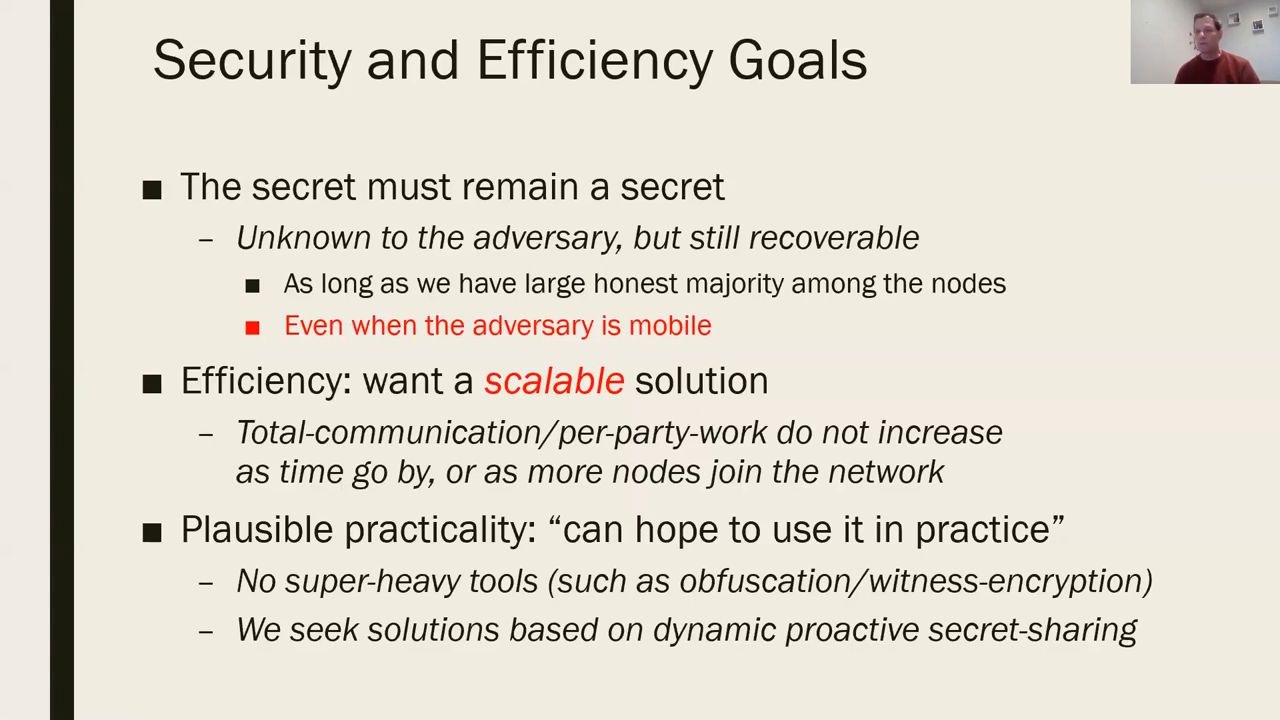 Security and Efficiency Goals
■ The secret must remain a secret
– Unknown to the adversary, but still recoverable
■ As long as we have large honest majority among the nodes
■ Even when the adversary is mobile
■ Efficiency: want a scalable solution
– Total-communication/per-party-work do not increase
as time go by, or as more nodes join the network
■ Plausible practicality: “can hope to use it in practice”
– No super-heavy tools (such as obfuscation/witness-encryption)
– We seek solutions based on dynamic proactive secret-sharing